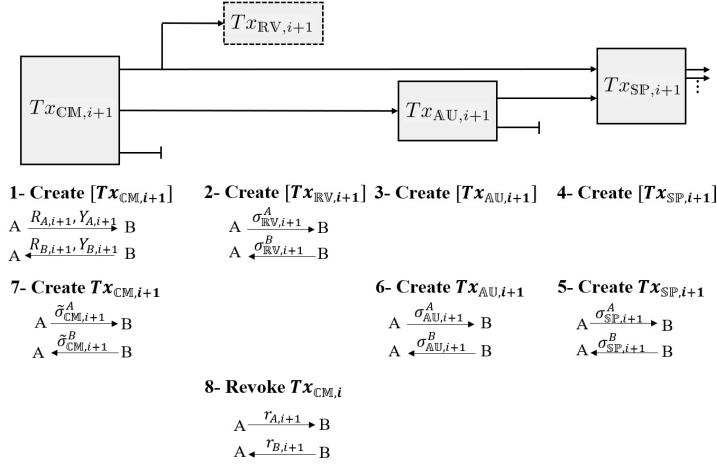 Tx_{ℝ𝕍,i+1}
Tx_{ℂ𝕄,i+1}
Tx_{𝔸𝕌,i+1}
Tx_{𝕊ℙ,i+1}
1- Create [Tx_{ℂ𝕄,i+1}] 2- Create [Tx_{ℝ𝕍,i+1}] 3- Create [Tx_{𝔸𝕌,i+1}] 4- Create [Tx_{𝕊ℙ,i+1}]
A R_{A,i+1}, Y_{A,i+1} B A σ^A_{ℝ𝕍,i+1} B
A R_{B,i+1}, Y_{B,i+1} B A σ^B_{ℝ𝕍,i+1} B
7- Create Tx_{ℂ𝕄,i+1} 6- Create Tx_{𝔸𝕌,i+1} 5- Create Tx_{𝕊ℙ,i+1}
A σ̃^A_{ℂ𝕄,i+1} B A σ^A_{𝔸𝕌,i+1} B A σ^A_{𝕊ℙ,i+1} B
A σ̃^B_{ℂ𝕄,i+1} B A σ^B_{𝔸𝕌,i+1} B A σ^B_{𝕊ℙ,i+1} B
8- Revoke Tx_{ℂ𝕄,i}
A r_{A,i+1} B
A r_{B,i+1} B